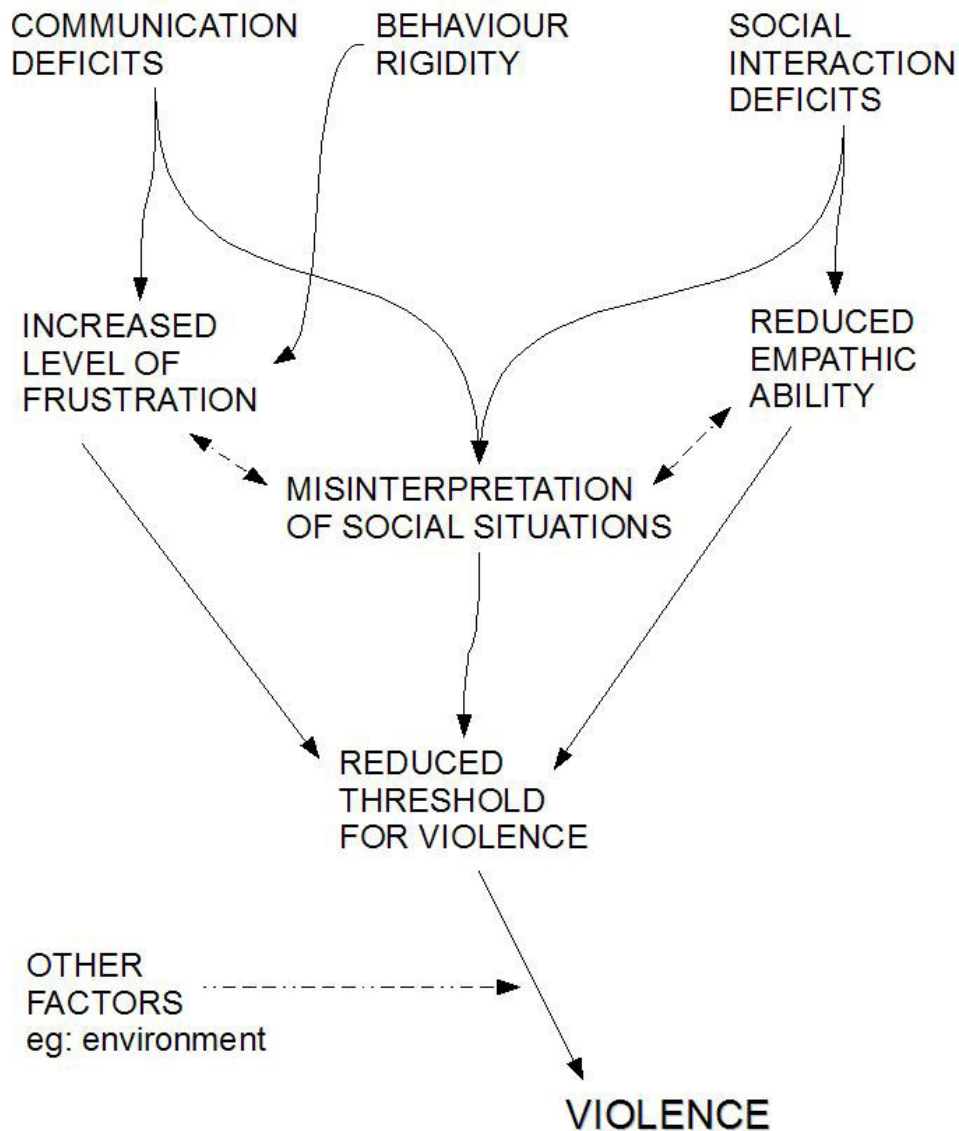 COMMUNICATION
DEFICITS
BEHAVIOUR
RIGIDITY
SOCIAL
INTERACTION
DEFICITS
INCREASED
LEVEL OF
FRUSTRATION
REDUCED
EMPATHIC
ABILITY
MISINTERPRETATION
OF SOCIAL SITUATIONS
REDUCED
THRESHOLD
FOR VIOLENCE
OTHER
FACTORS
eg: environment
VIOLENCE